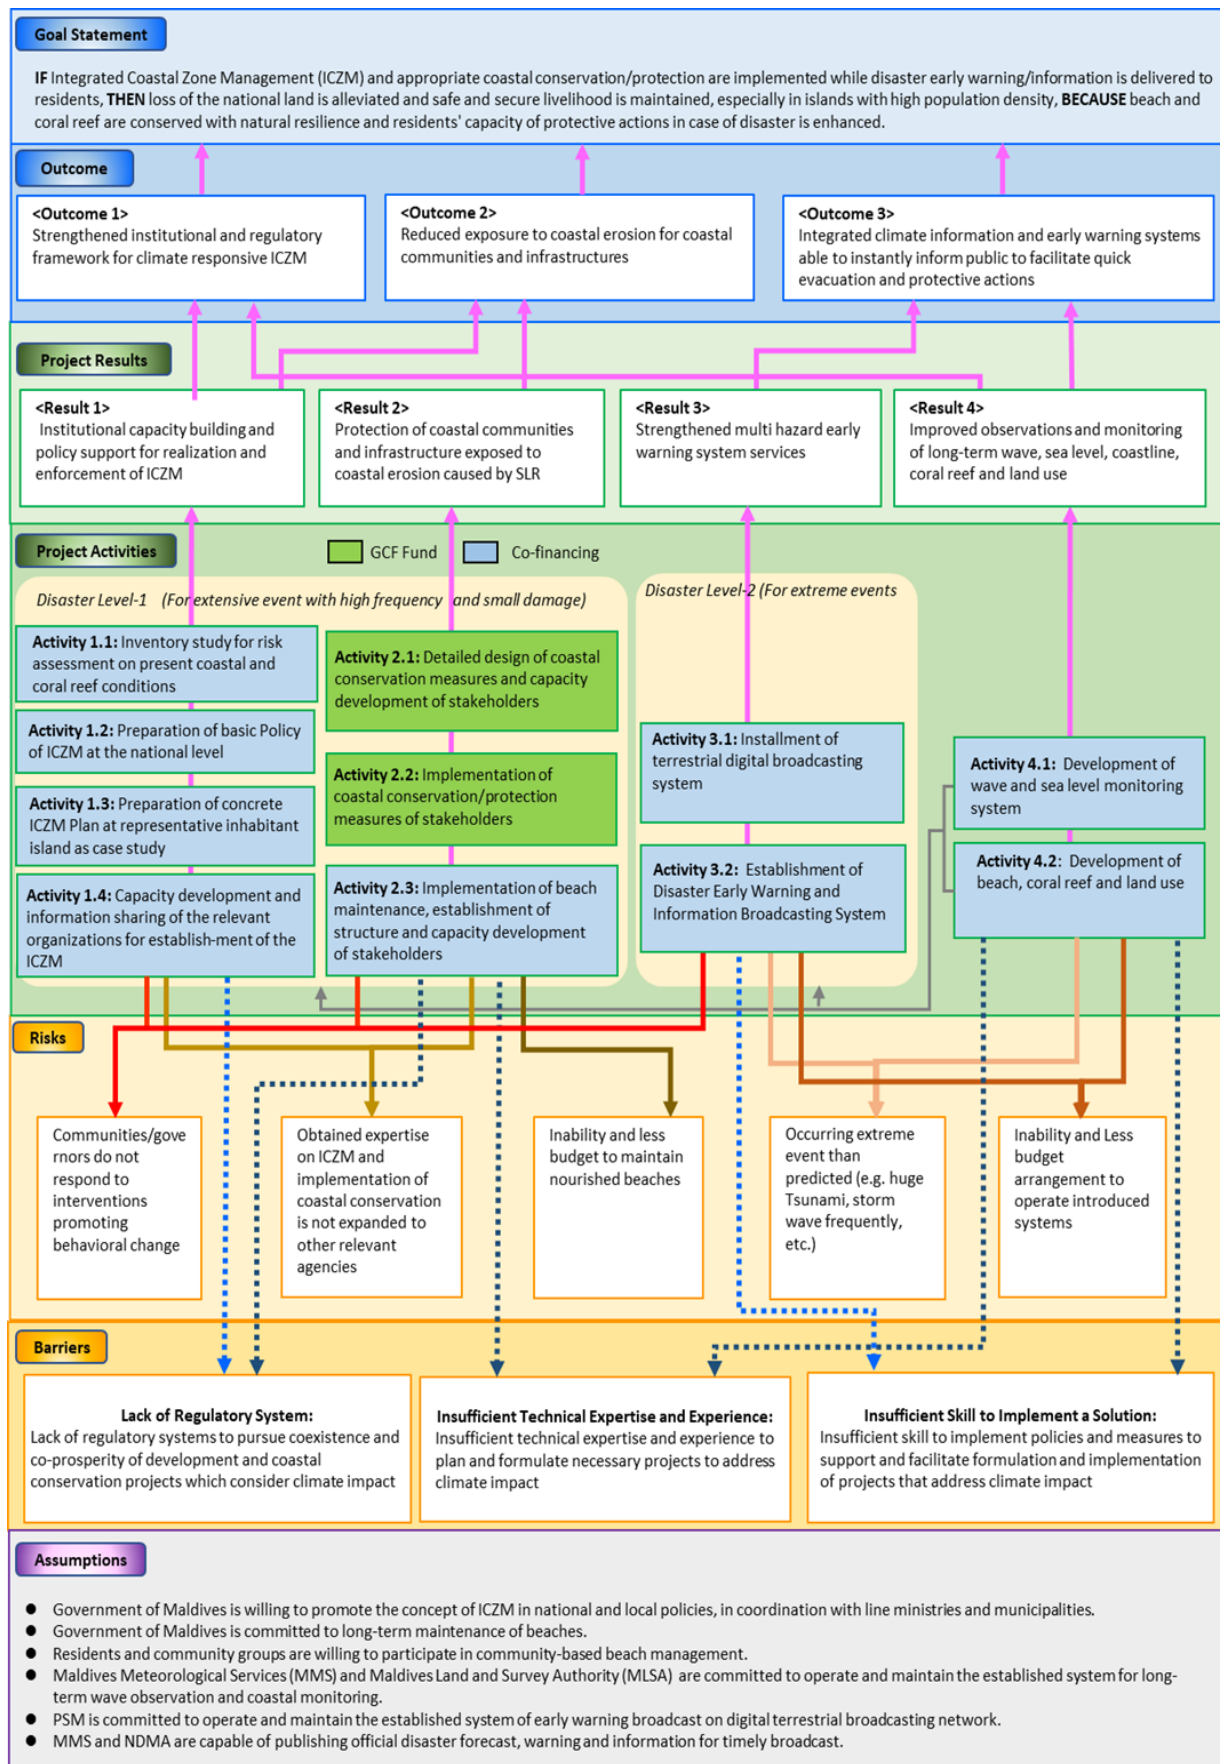 Goal Statement
IF Integrated Coastal Zone Management (ICZM) and appropriate coastal conservation/protection are implemented while disaster early warning/information is delivered to
residents, THEN loss of the national land is alleviated and safe and secure livelihood is maintained, especially in islands with high population density, BECAUSE beach and
coral reef are conserved with natural resilience and residents' capacity of protective actions in case of disaster is enhanced.
Outcome
<Outcome 1>
Strengthened institutional and regulatory
framework for climate responsive ICZM
<Outcome 2>
Reduced exposure to coastal erosion for coastal
communities and infrastructures
<Outcome 3>
Integrated climate information and early warning systems
able to instantly inform public to facilitate quick
evacuation and protective actions
Project Results
<Result 1>
Institutional capacity building and
policy support for realization and
enforcement of ICZM
<Result 2>
Protection of coastal communities
and infrastructure exposed to
coastal erosion caused by SLR
<Result 3>
Strengthened multi hazard early
warning system services
<Result 4>
Improved observations and monitoring
of long-term wave, sea level, coastline,
coral reef and land use
Project Activities
GCF Fund
Co-financing
Disaster Level-1 (For extensive event with high frequency and small damage)
Disaster Level-2 (For extreme events
Activity 1.1: Inventory study for risk
assessment on present coastal and
coral reef conditions
Activity 1.2: Preparation of basic Policy
of ICZM at the national level
Activity 1.3: Preparation of concrete
ICZM Plan at representative inhabitant
island as case study
Activity 1.4: Capacity development and
information sharing of the relevant
organizations for establish-ment of the
ICZM
Activity 2.1: Detailed design of coastal
conservation measures and capacity
development of stakeholders
Activity 2.2: Implementation of
coastal conservation/protection
measures of stakeholders
Activity 2.3: Implementation of beach
maintenance, establishment of
structure and capacity development
of stakeholders
Activity 3.1: Installment of
terrestrial digital broadcasting
system
Activity 3.2: Establishment of
Disaster Early Warning and
Information Broadcasting System
Activity 4.1: Development of
wave and sea level monitoring
system
Activity 4.2: Development of
beach, coral reef and land use
Risks
Communities/gove
rnors do not
respond to
interventions
promoting
behavioral change
Obtained expertise
on ICZM and
implementation of
coastal conservation
is not expanded to
other relevant
agencies
Inability and less
budget to maintain
nourished beaches
Occurring extreme
event than
predicted (e.g. huge
Tsunami, storm
wave frequently,
etc.)
Inability and Less
budget
arrangement to
operate introduced
systems
Barriers
Lack of Regulatory System:
Lack of regulatory systems to pursue coexistence and
co-prosperity of development and coastal
conservation projects which consider climate impact
Insufficient Technical Expertise and Experience:
Insufficient technical expertise and experience to
plan and formulate necessary projects to address
climate impact
Insufficient Skill to Implement a Solution:
Insufficient skill to implement policies and measures to
support and facilitate formulation and implementation
of projects that address climate impact
Assumptions
● Government of Maldives is willing to promote the concept of ICZM in national and local policies, in coordination with line ministries and municipalities.
● Government of Maldives is committed to long-term maintenance of beaches.
● Residents and community groups are willing to participate in community-based beach management.
● Maldives Meteorological Services (MMS) and Maldives Land and Survey Authority (MLSA) are committed to operate and maintain the established system for long-
term wave observation and coastal monitoring.
● PSM is committed to operate and maintain the established system of early warning broadcast on digital terrestrial broadcasting network.
● MMS and NDMA are capable of publishing official disaster forecast, warning and information for timely broadcast.